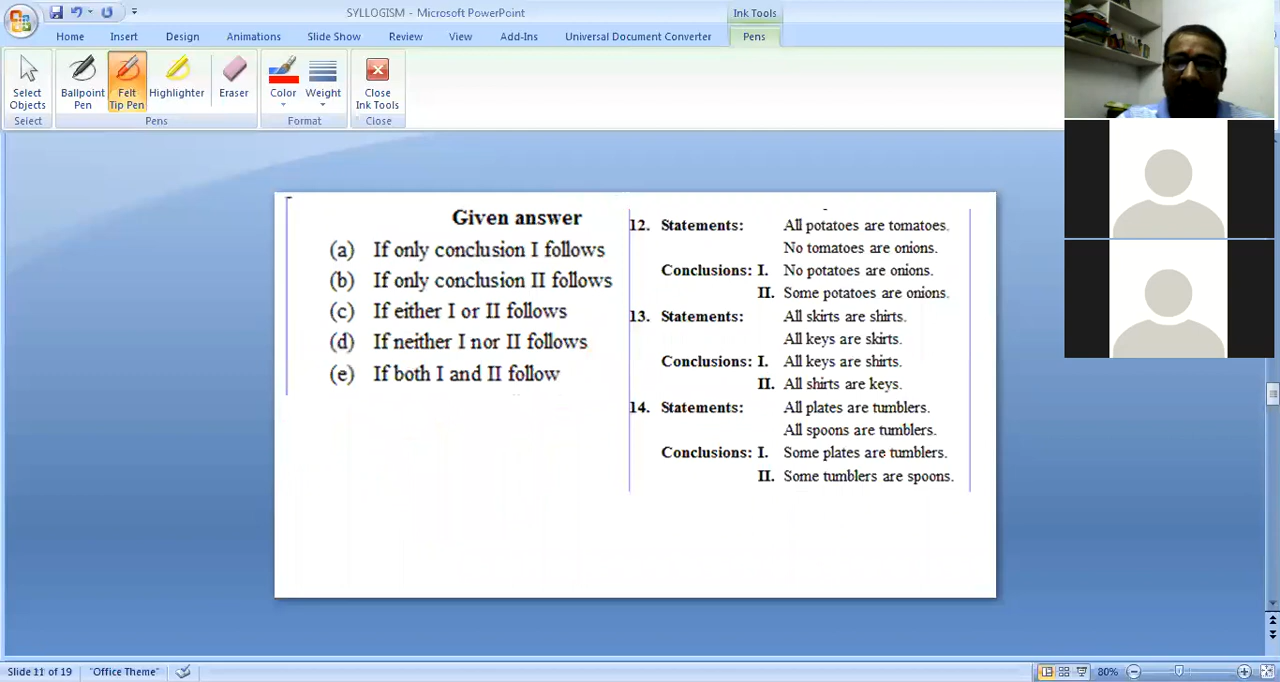 SYLLOGISM - Microsoft PowerPoint
Ink Tools
Home Insert Design Animations Slide Show Review View Add-Ins Universal Document Converter Pens
Select Objects
Ballpoint Pen
Felt Tip Pen
Highlighter
Eraser
Color
Weight
Close Ink Tools
Select Pens Format Close
Given answer
(a) If only conclusion I follows
(b) If only conclusion II follows
(c) If either I or II follows
(d) If neither I nor II follows
(e) If both I and II follow
12. Statements: All potatoes are tomatoes.
No tomatoes are onions.
Conclusions: I. No potatoes are onions.
II. Some potatoes are onions.
13. Statements: All skirts are shirts.
All keys are skirts.
Conclusions: I. All keys are shirts.
II. All shirts are keys.
14. Statements: All plates are tumblers.
All spoons are tumblers.
Conclusions: I. Some plates are tumblers.
II. Some tumblers are spoons.
Slide 11 of 19 "Office Theme" 80%